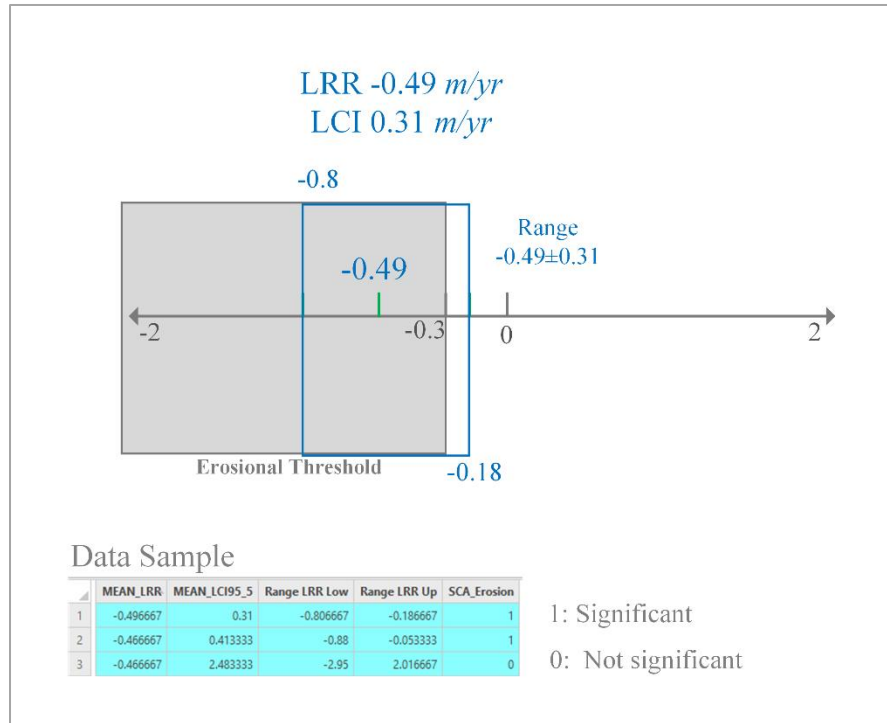 LRR -0.49 m/yr
LCI 0.31 m/yr
-0.8
Range
-0.49±0.31
-0.49
-2
-0.3
0
2
Erosional Threshold
-0.18
Data Sample
MEAN_LRR MEAN_LCI95_5 Range LRR Low Range LRR Up SCA_Erosion
1 -0.496667 0.31 -0.806667 -0.186667 1
2 -0.466667 0.413333 -0.88 -0.053333 1
3 -0.466667 2.483333 -2.95 2.016667 0
1: Significant
0: Not significant